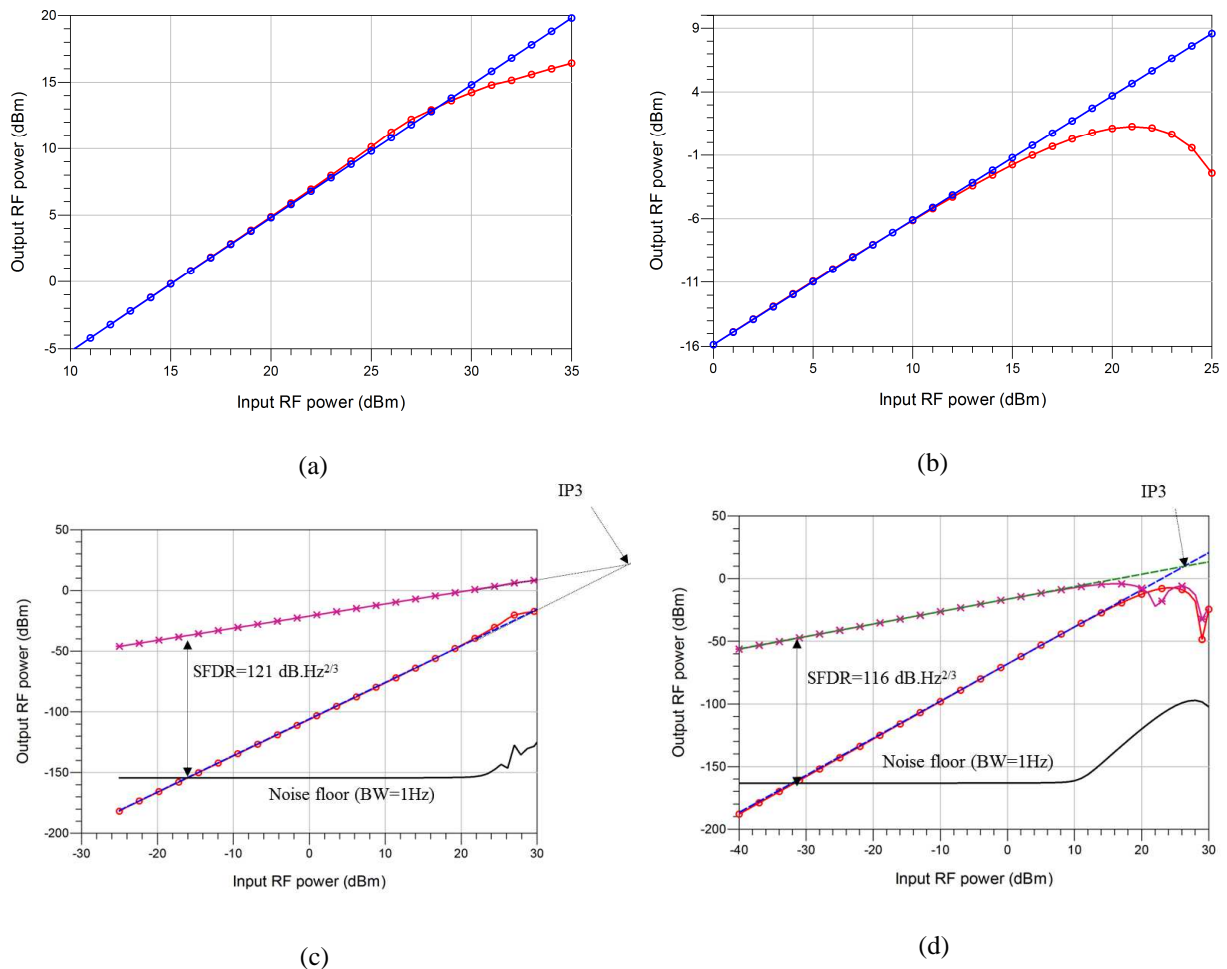 20
15
10
5
0
-5
10
15
20
25
30
35
Output RF power (dBm)
Input RF power (dBm)
(a)
9
4
-1
-6
-11
-16
0
5
10
15
20
25
Output RF power (dBm)
Input RF power (dBm)
(b)
IP3
50
0
-50
-100
-150
-200
-30
-20
-10
0
10
20
30
Output RF power (dBm)
SFDR=121 dB.Hz2/3
Noise floor (BW=1Hz)
Input RF power (dBm)
(c)
IP3
50
0
-50
-100
-150
-200
-40
-30
-20
-10
0
10
20
30
Output RF power (dBm)
SFDR=116 dB.Hz2/3
Noise floor (BW=1Hz)
Input RF power (dBm)
(d)